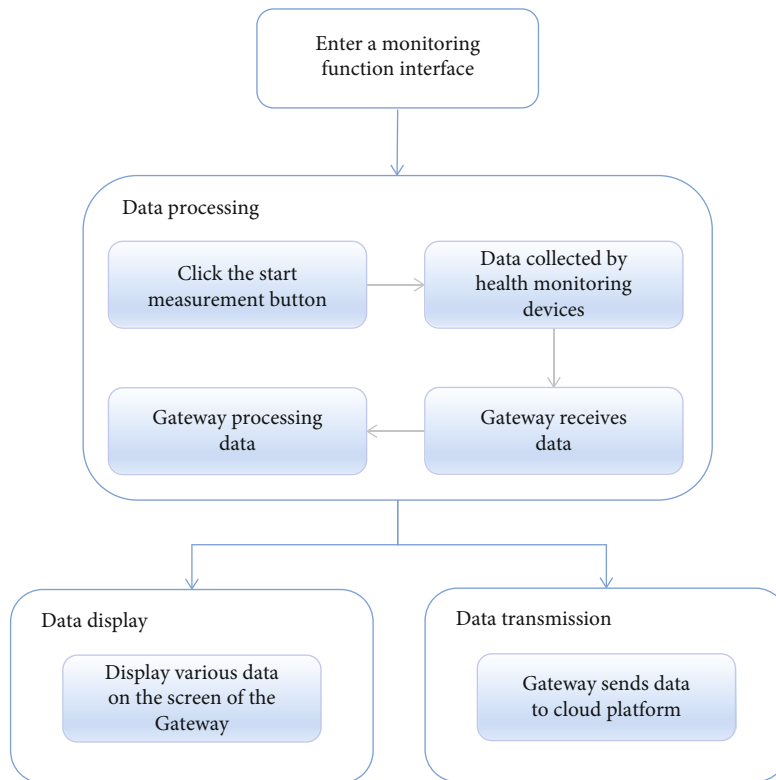 Enter a monitoring
function interface
Data processing
Click the start
measurement button
Data collected by
health monitoring
devices
Gateway processing
data
Gateway receives
data
Data display
Display various data
on the screen of the
Gateway
Data transmission
Gateway sends data
to cloud platform